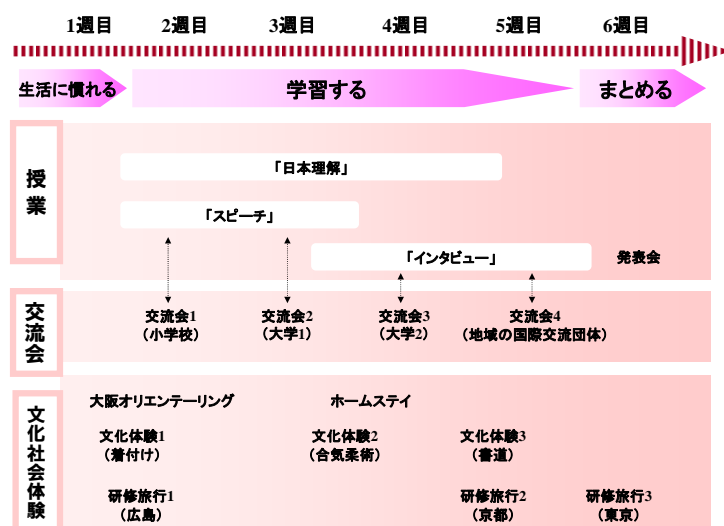 1週目 2週目 3週目 4週目 5週目 6週目
生活に慣れる 学習する まとめる
授業
「日本理解」
「スピーチ」
「インタビュー」 発表会
交流会
交流会1 交流会2 交流会3 交流会4
（小学校） （大学1） （大学2） （地域の国際交流団体）
文化社会体験
大阪オリエンテーリング ホームステイ
文化体験1 文化体験2 文化体験3
（着付け） （合気柔術） （書道）
研修旅行1 研修旅行2 研修旅行3
（広島） （京都） （東京）